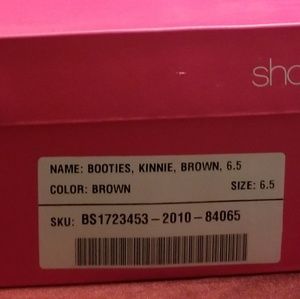 sho
NAME: BOOTIES, KINNIE, BROWN, 6.5
COLOR: BROWN SIZE: 6.5
SKU: BS1723453-2010-84065